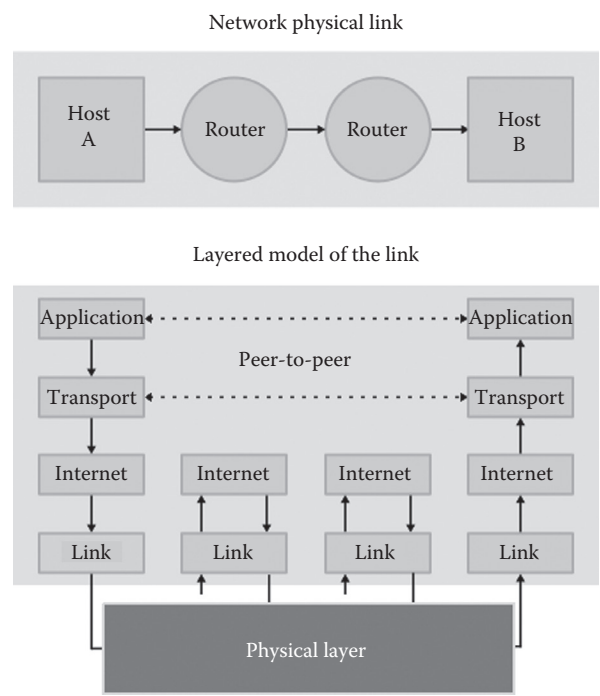 Network physical link
Host
A
Router
Router
Host
B
Layered model of the link
Application
Application
Peer-to-peer
Transport
Transport
Internet
Internet
Internet
Internet
Link
Link
Link
Link
Physical layer